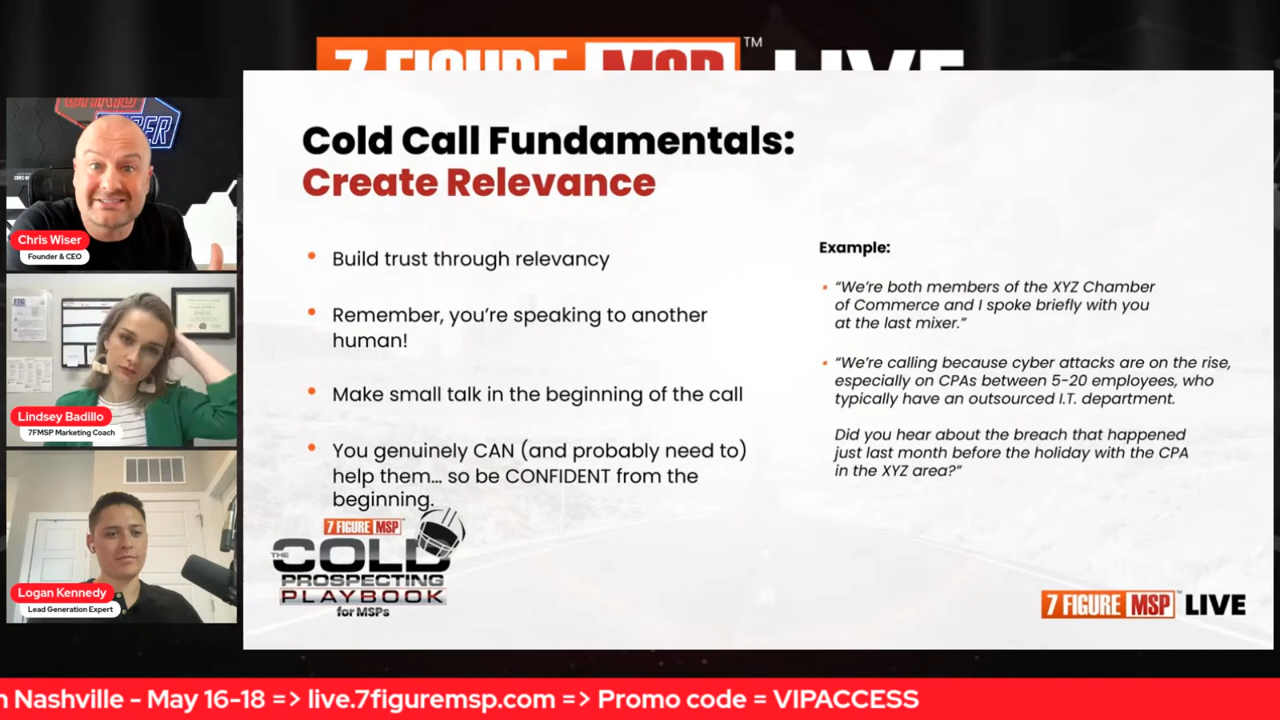 7 FIGURE MSP™ LIVE
Cold Call Fundamentals:
Create Relevance
Chris Wiser
Founder & CEO
Lindsey Badillo
7FMSP Marketing Coach
Logan Kennedy
Lead Generation Expert
• Build trust through relevancy
• Remember, you’re speaking to another
human!
• Make small talk in the beginning of the call
• You genuinely CAN (and probably need to)
help them... so be CONFIDENT from the
beginning.
Example:
• “We’re both members of the XYZ Chamber
of Commerce and I spoke briefly with you
at the last mixer.”
• “We’re calling because cyber attacks are on the rise,
especially on CPAs between 5-20 employees, who
typically have an outsourced I.T. department.
Did you hear about the breach that happened
just last month before the holiday with the CPA
in the XYZ area?”
7 FIGURE MSP
THE COLD
PROSPECTING
PLAYBOOK
for MSPs
7 FIGURE MSP™ LIVE
Nashville - May 16-18 => live.7figuremsp.com => Promo code = VIPACCESS